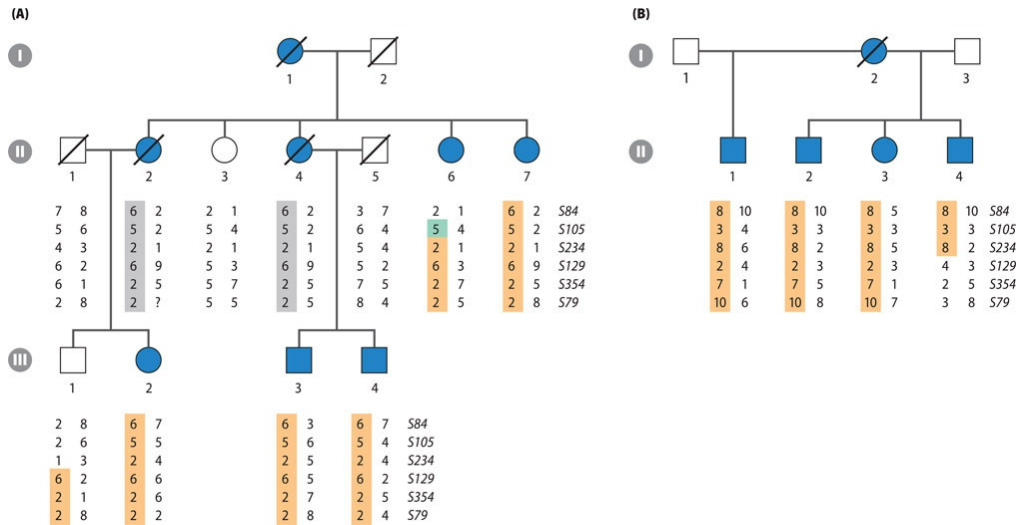 (A) (B)
I I
1 2 1 2 3
II II
1 2 3 4 5 6 7 1 2 3 4
7 8 6 2 2 1 6 2 3 7 2 1 6 2 S84 8 10 8 10 8 5 8 10 S84
5 6 5 2 5 4 5 2 6 4 5 4 5 2 S105 3 4 3 3 3 3 3 3 S105
4 3 2 1 2 1 2 1 5 4 2 1 2 1 S234 8 6 8 2 8 5 8 2 S234
6 2 6 9 5 3 6 9 5 2 6 3 6 9 S129 2 4 2 3 2 3 4 3 S129
6 1 2 5 5 7 2 5 7 5 2 7 2 5 S354 7 1 7 5 7 1 2 5 S354
2 8 2 ? 5 5 2 5 8 4 2 5 2 8 S79 10 6 10 8 10 7 3 8 S79
III
1 2 3 4
2 8 6 7 6 3 6 7 S84
2 6 5 5 5 6 5 4 S105
1 3 2 4 2 5 2 4 S234
6 2 6 6 6 5 6 2 S129
2 1 2 6 2 7 2 5 S354
2 8 2 2 2 8 2 4 S79